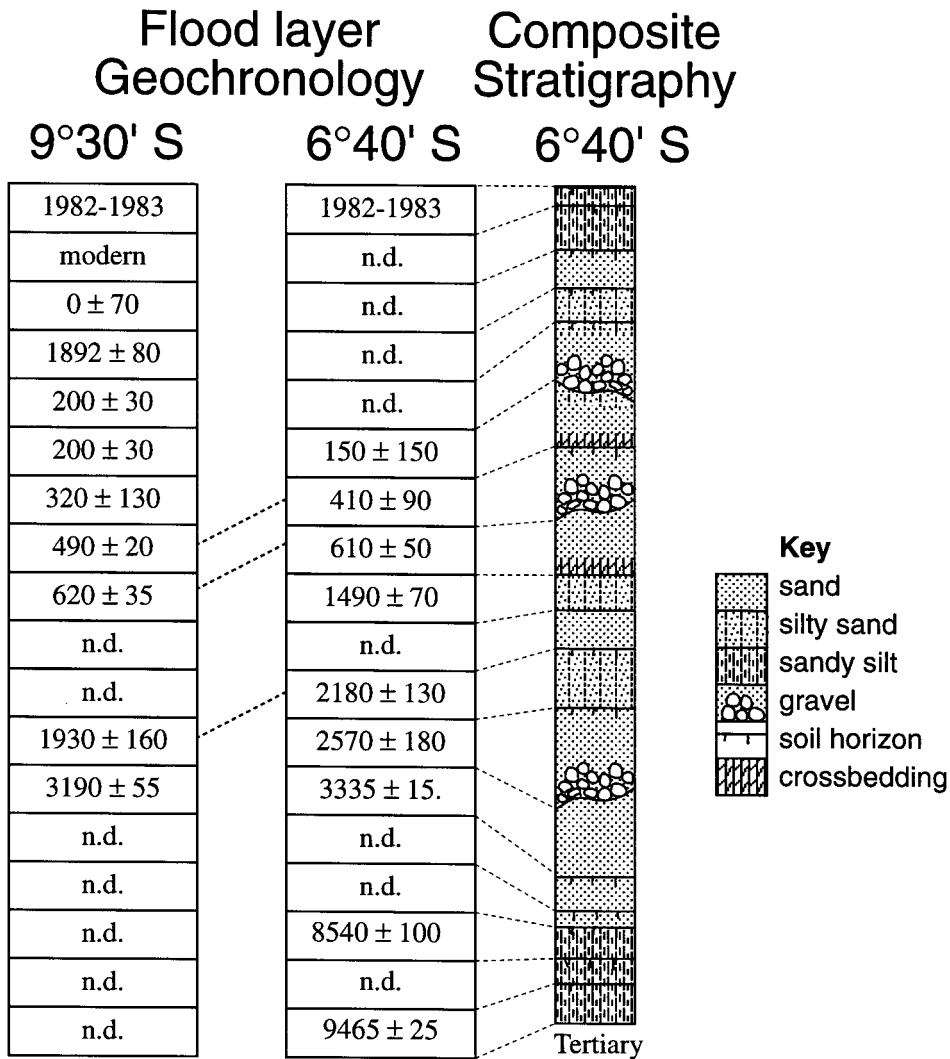 Flood layer
Geochronology
Composite
Stratigraphy
9°30' S
6°40' S
6°40' S
1982-1983
modern
0 ± 70
1892 ± 80
200 ± 30
200 ± 30
320 ± 130
490 ± 20
620 ± 35
n.d.
n.d.
1930 ± 160
3190 ± 55
n.d.
n.d.
n.d.
n.d.
n.d.
1982-1983
n.d.
n.d.
n.d.
n.d.
150 ± 150
410 ± 90
610 ± 50
1490 ± 70
n.d.
2180 ± 130
2570 ± 180
3335 ± 15.
n.d.
n.d.
8540 ± 100
n.d.
9465 ± 25
Tertiary
Key
sand
silty sand
sandy silt
gravel
soil horizon
crossbedding